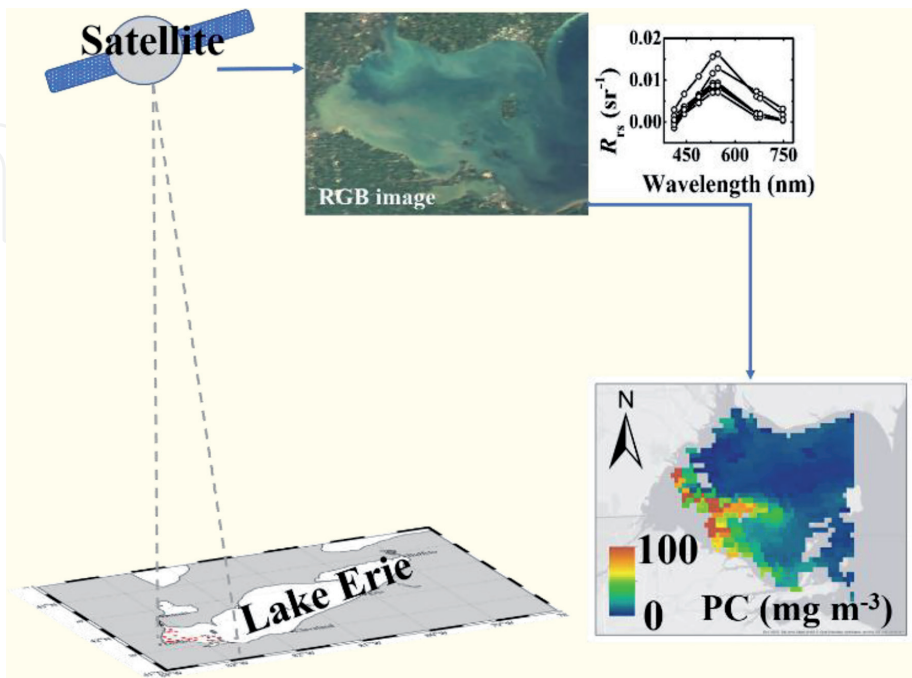 Satellite
RGB image
0.02
0.01
0.00
R_rs (sr⁻¹)
450 600 750
Wavelength (nm)
Lake Erie
N
100
0
PC (mg m⁻³)